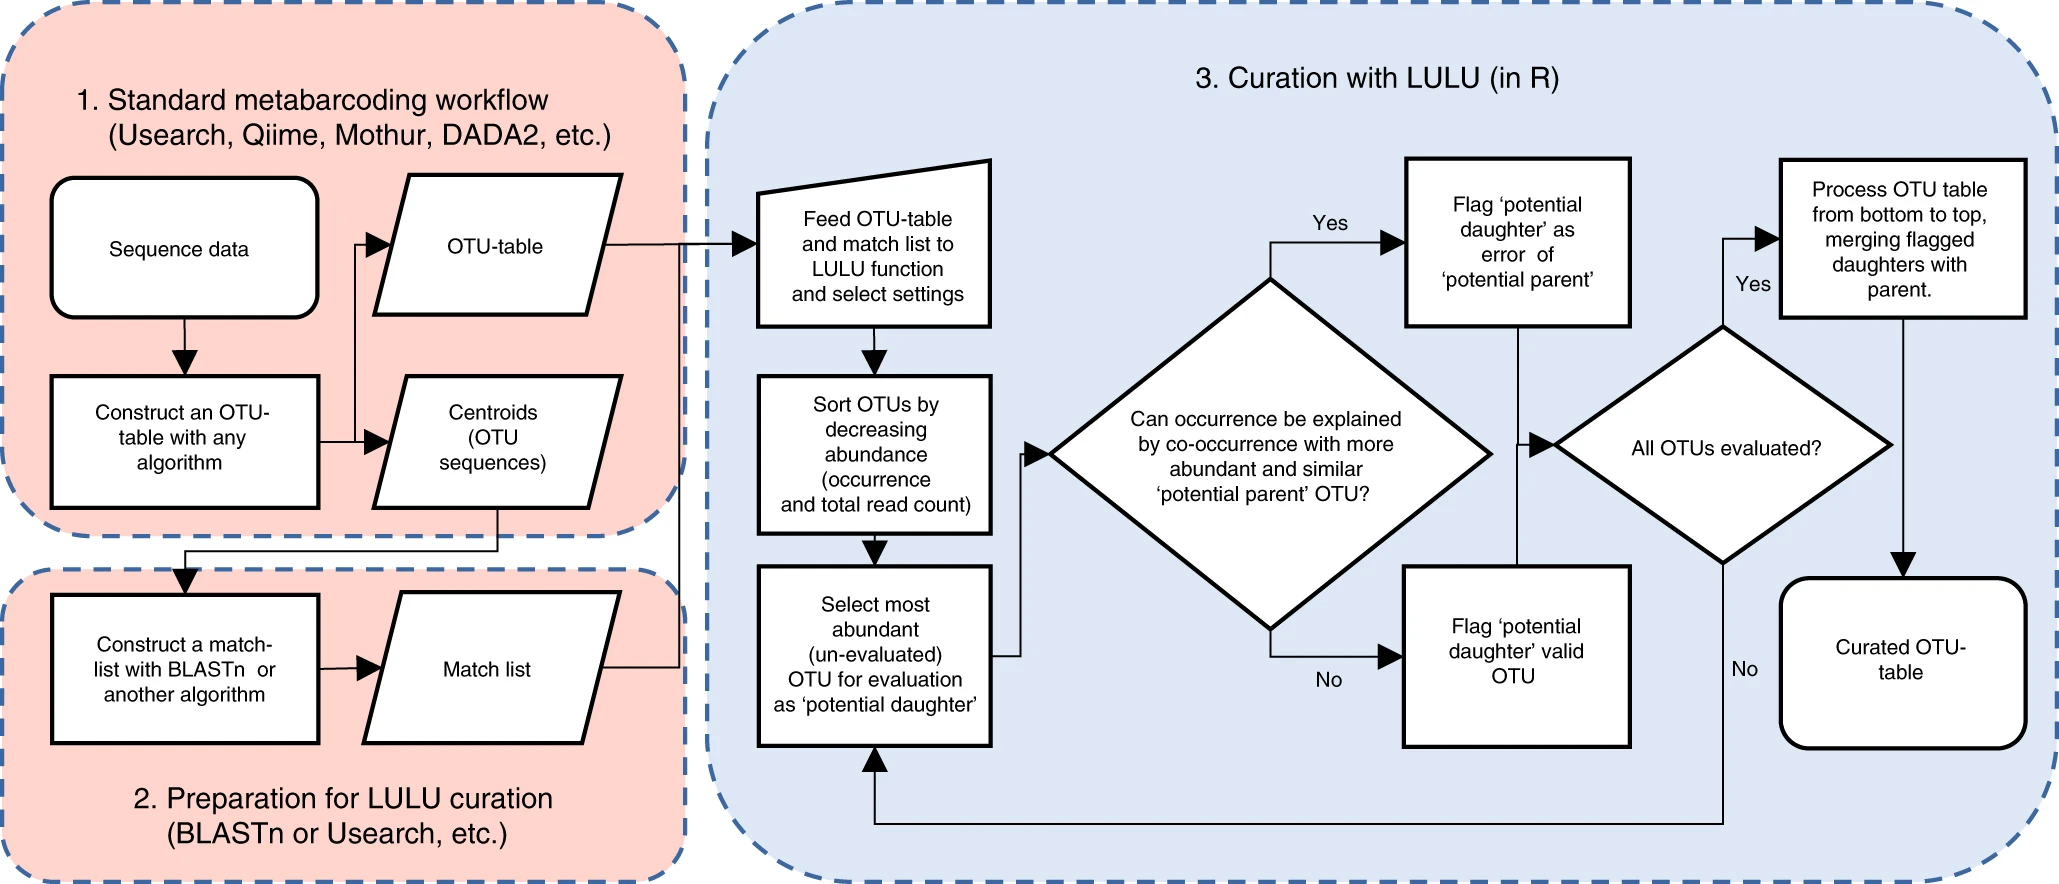 1. Standard metabarcoding workflow
(Usearch, Qiime, Mothur, DADA2, etc.)
Sequence data
OTU-table
Construct an OTU-
table with any
algorithm
Centroids
(OTU
sequences)
Construct a match-
list with BLASTn or
another algorithm
Match list
2. Preparation for LULU curation
(BLASTn or Usearch, etc.)
3. Curation with LULU (in R)
Feed OTU-table
and match list to
LULU function
and select settings
Sort OTUs by
decreasing
abundance
(occurrence
and total read count)
Select most
abundant
(un-evaluated)
OTU for evaluation
as ‘potential daughter’
Can occurrence be explained
by co-occurrence with more
abundant and similar
‘potential parent’ OTU?
Yes
Flag ‘potential
daughter’ as
error of
‘potential parent’
No
Flag ‘potential
daughter’ valid
OTU
All OTUs evaluated?
Yes
Process OTU table
from bottom to top,
merging flagged
daughters with
parent.
No
Curated OTU-
table